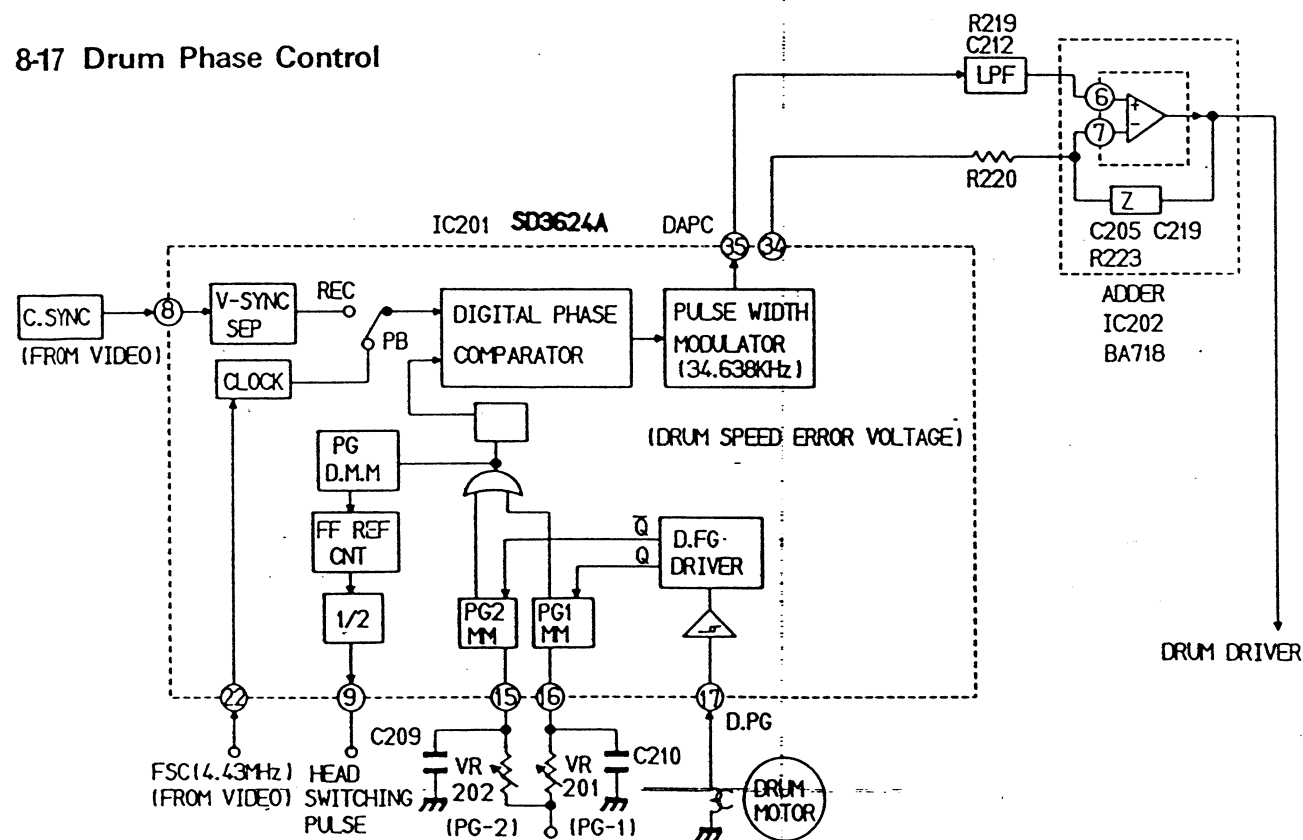 8-17 Drum Phase Control
R219
C212
LPF
6
+
7
-
R220
Z
C205 C219
R223
ADDER
IC202
BA718
IC201 SD3624A
DAPC
35
34
C.SYNC
(FROM VIDEO)
8
V-SYNC
SEP
REC
PB
DIGITAL PHASE
COMPARATOR
PULSE WIDTH
MODULATOR
(34.638KHz)
CLOCK
(DRUM SPEED ERROR VOLTAGE)
PG
D.M.M
FF REF
CNT
1/2
Q̅
Q
D.FG
DRIVER
PG2
MM
PG1
MM
DRUM DRIVER
22
9
15
16
17
D.PG
FSC(4.43MHz)
(FROM VIDEO)
HEAD
SWITCHING
PULSE
C209
VR
202
VR
201
C210
(PG-2)
(PG-1)
DRUM
MOTOR